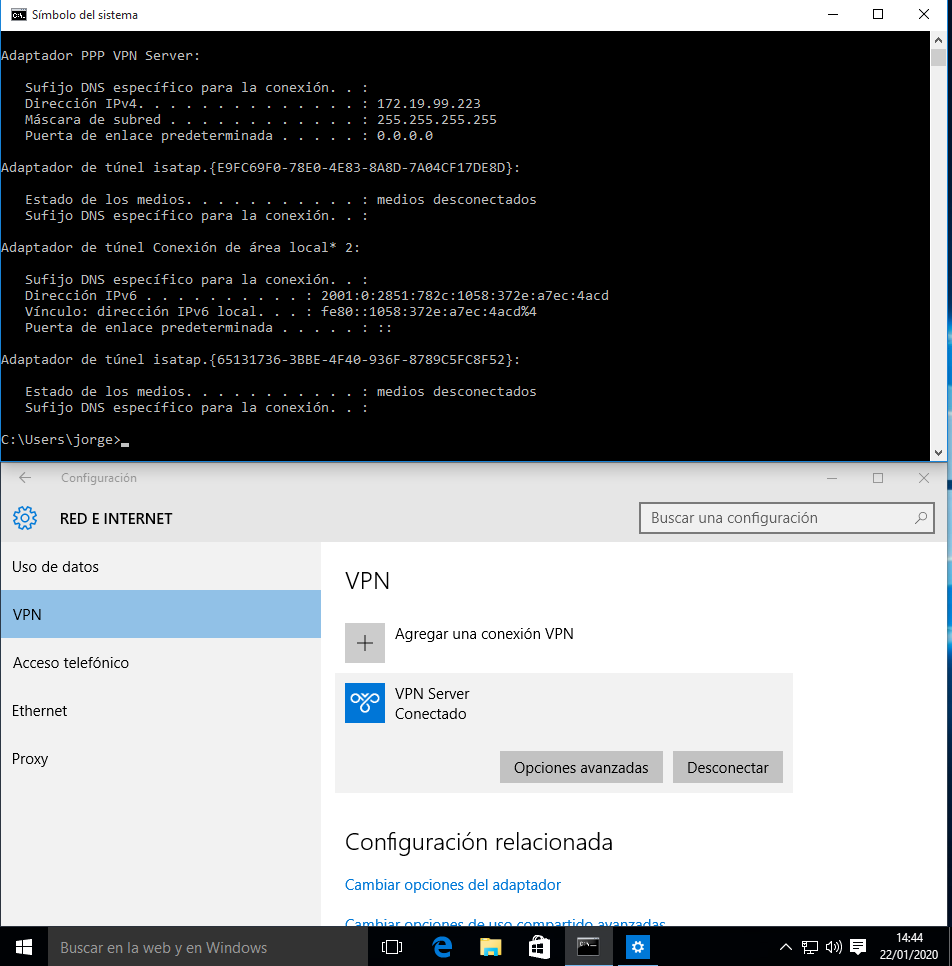 Símbolo del sistema
Adaptador PPP VPN Server:
Sufijo DNS específico para la conexión. . :
Dirección IPv4. . . . . . . . . . . . . . : 172.19.99.223
Máscara de subred . . . . . . . . . . . . : 255.255.255.255
Puerta de enlace predeterminada . . . . . : 0.0.0.0
Adaptador de túnel isatap.{E9FC69F0-78E0-4E83-8A8D-7A04CF17DE8D}:
Estado de los medios. . . . . . . . . . . : medios desconectados
Sufijo DNS específico para la conexión. . :
Adaptador de túnel Conexión de área local* 2:
Sufijo DNS específico para la conexión. . :
Dirección IPv6 . . . . . . . . . . : 2001:0:2851:782c:1058:372e:a7ec:4acd
Vínculo: dirección IPv6 local. . . : fe80::1058:372e:a7ec:4acd%4
Puerta de enlace predeterminada . . . . . : ::
Adaptador de túnel isatap.{65131736-3BBE-4F40-936F-8789C5FC8F52}:
Estado de los medios. . . . . . . . . . . : medios desconectados
Sufijo DNS específico para la conexión. . :
C:\Users\jorge>_
Configuración
RED E INTERNET
Buscar una configuración
Uso de datos
VPN
Acceso telefónico
Ethernet
Proxy
VPN
Agregar una conexión VPN
VPN Server
Conectado
Opciones avanzadas
Desconectar
Configuración relacionada
Cambiar opciones del adaptador
Cambiar opciones de uso compartido avanzadas
Buscar en la web y en Windows
14:44
22/01/2020